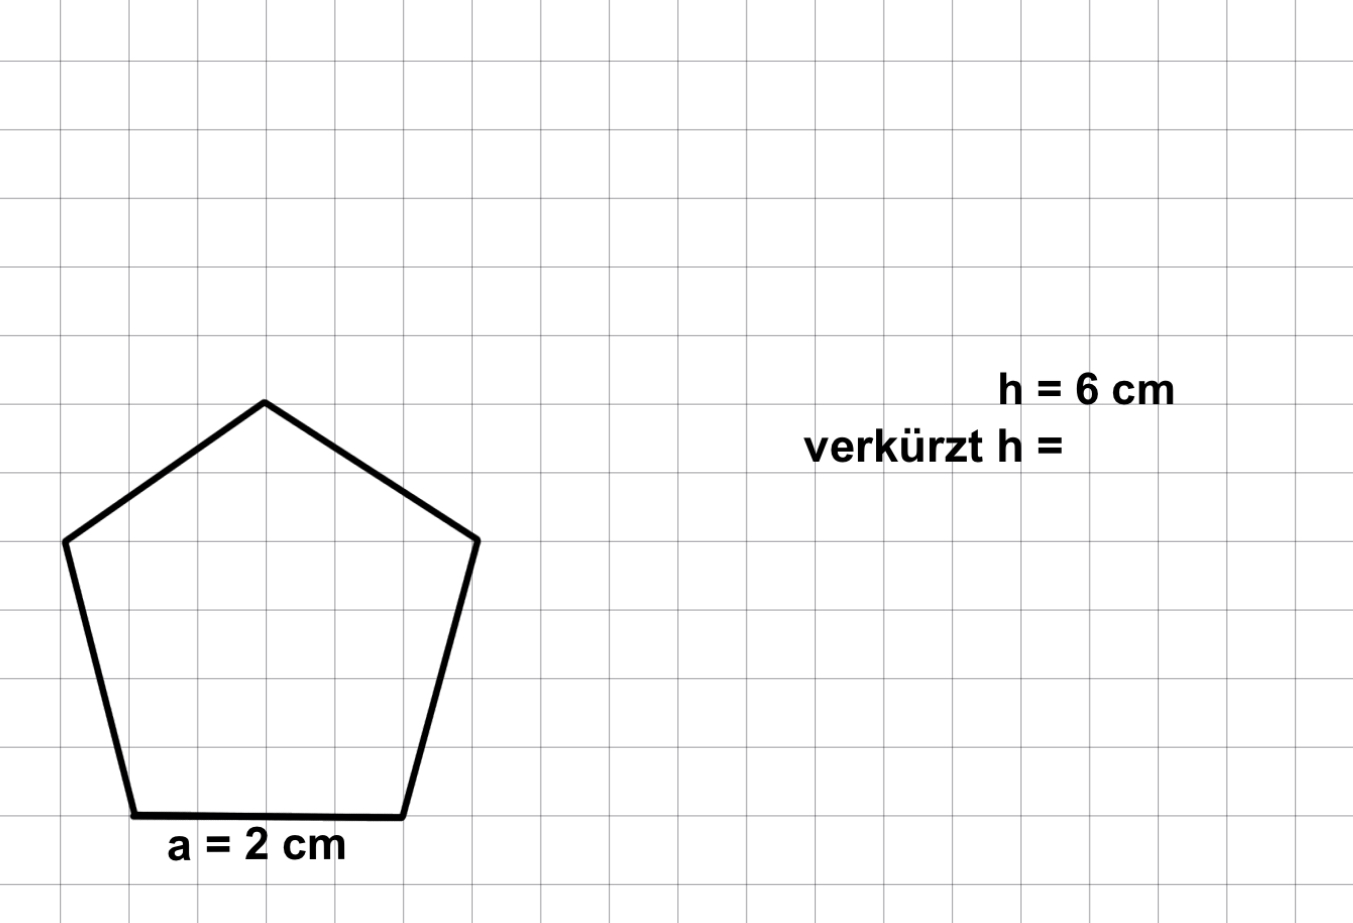 h = 6 cm
verkürzt h =
a = 2 cm